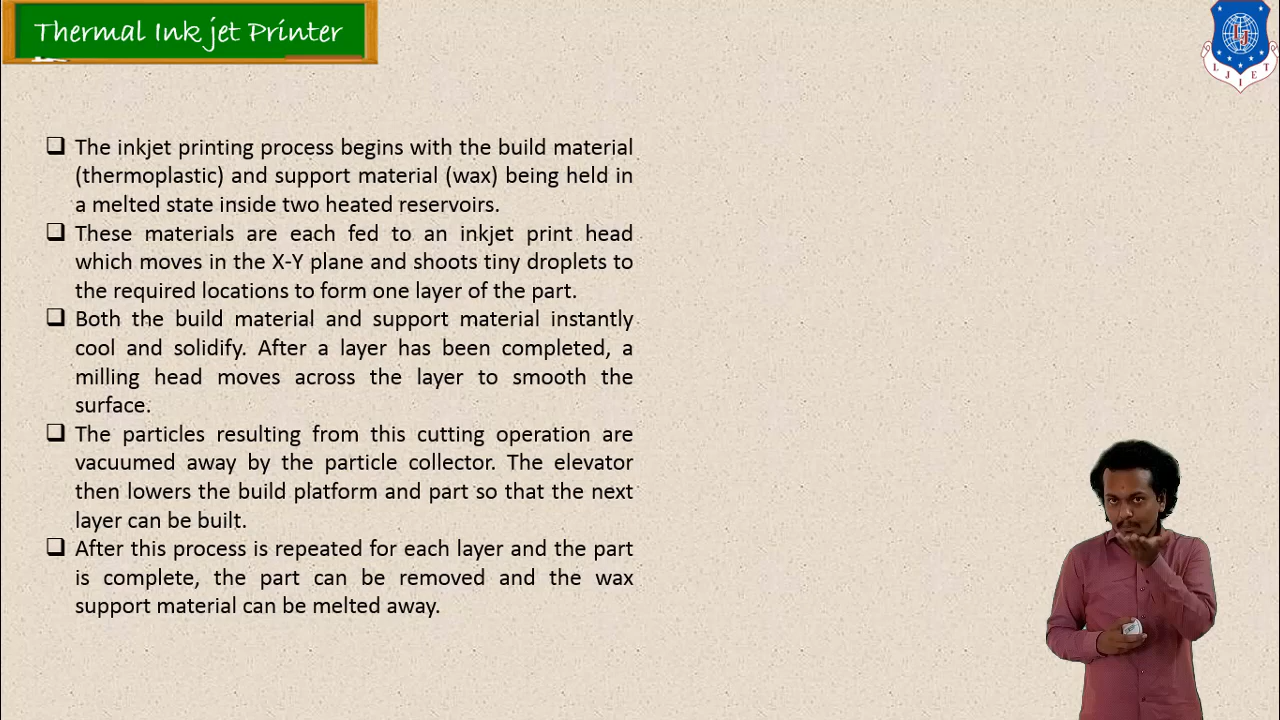 Thermal Ink jet Printer
The inkjet printing process begins with the build material
(thermoplastic) and support material (wax) being held in
a melted state inside two heated reservoirs.
These materials are each fed to an inkjet print head
which moves in the X-Y plane and shoots tiny droplets to
the required locations to form one layer of the part.
Both the build material and support material instantly
cool and solidify. After a layer has been completed, a
milling head moves across the layer to smooth the
surface.
The particles resulting from this cutting operation are
vacuumed away by the particle collector. The elevator
then lowers the build platform and part so that the next
layer can be built.
After this process is repeated for each layer and the part
is complete, the part can be removed and the wax
support material can be melted away.
LJIET